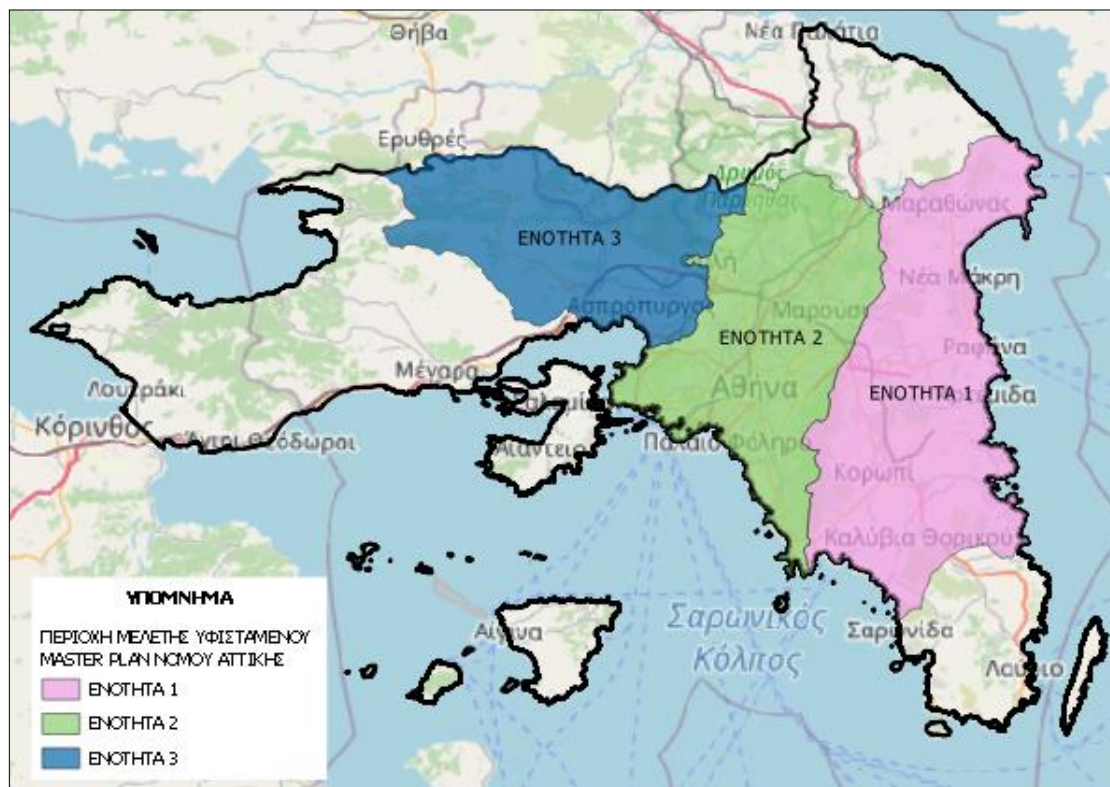 Θήβα
Νέα Παλάτια
Ερυθρές
Δρυμός
Πάρνηθας
Μαραθώνας
ΕΝΟΤΗΤΑ 3
Νέα Μάκρη
Ασπρόπυργος
Μαρούσι
ΕΝΟΤΗΤΑ 2
Ραφήνα
Μέγαρα
Λουτράκι
Αθήνα
ΕΝΟΤΗΤΑ 1
Κόρινθος
Άγιοι Θεόδωροι
Αιάντειο
Παλαιό Φάληρο
Κορωπί
Καλύβια Θορικού
ΥΠΟΜΝΗΜΑ
ΠΕΡΙΟΧΗ ΜΕΛΕΤΗΣ ΥΦΙΣΤΑΜΕΝΟΥ
MASTER PLAN ΝΟΜΟΥ ΑΤΤΙΚΗΣ
ΕΝΟΤΗΤΑ 1
ΕΝΟΤΗΤΑ 2
ΕΝΟΤΗΤΑ 3
Αίγινα
Σαρωνικός
Κόλπος
Σαρωνίδα
Λαύριο